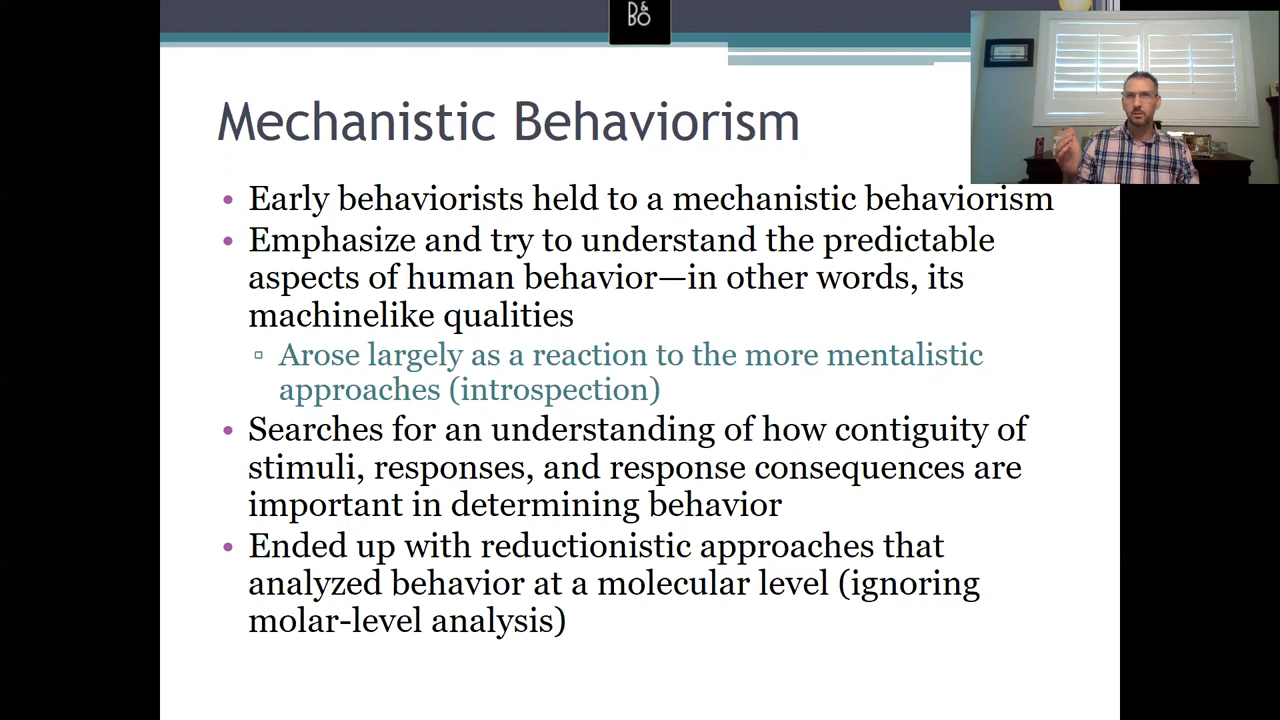 B&O
Mechanistic Behaviorism
• Early behaviorists held to a mechanistic behaviorism
• Emphasize and try to understand the predictable
aspects of human behavior—in other words, its
machinelike qualities
▫ Arose largely as a reaction to the more mentalistic
approaches (introspection)
• Searches for an understanding of how contiguity of
stimuli, responses, and response consequences are
important in determining behavior
• Ended up with reductionistic approaches that
analyzed behavior at a molecular level (ignoring
molar-level analysis)